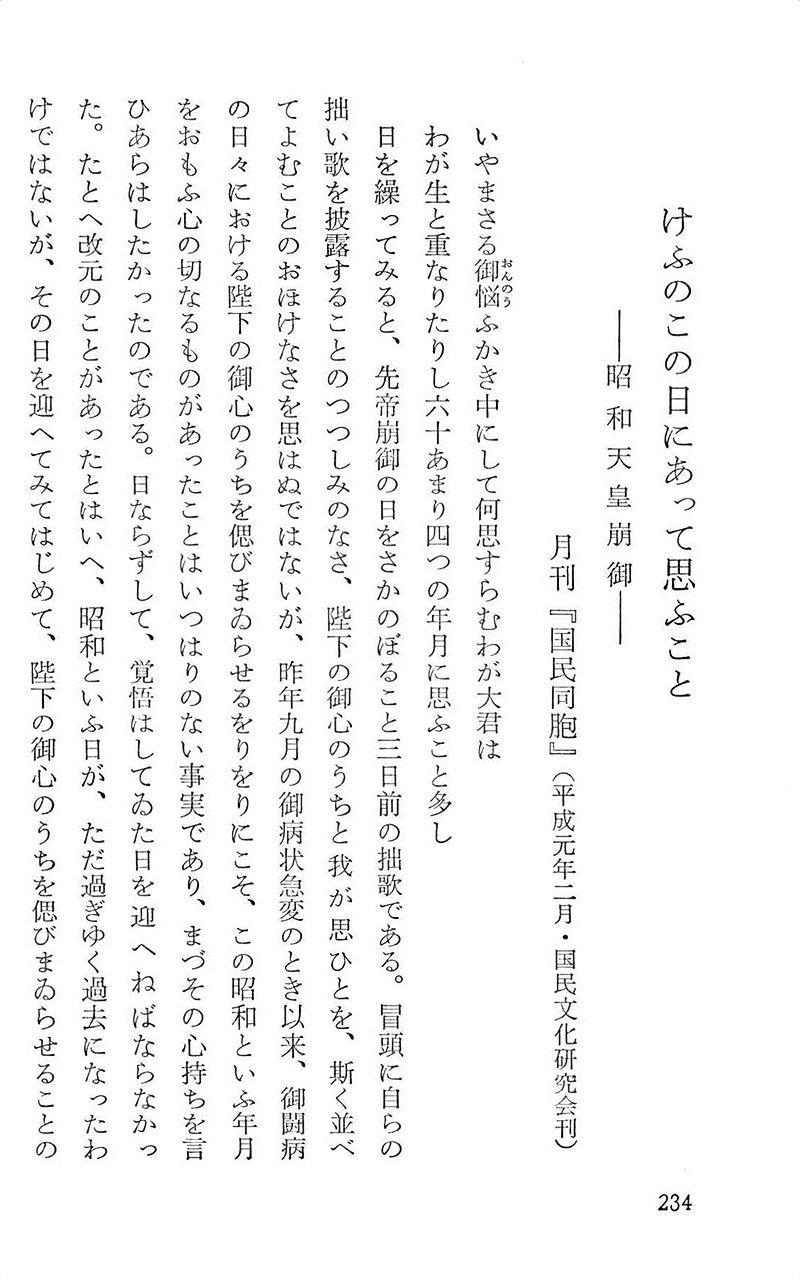 けふのこの日にあって思ふこと
――昭和天皇崩御――
月刊『国民同胞』（平成元年二月・国民文化研究会刊）
いやまさる御悩ふかき中にして何思すらむわが大君は
おんのう
わが生と重なりたりし六十あまり四つの年月に思ふこと多し
日を繰ってみると、先帝崩御の日をさかのぼること三日前の拙歌である。冒頭に自らの
拙い歌を披露することのつつしみのなさ、陛下の御心のうちと我が思ひとを、斯く並べ
てよむことのおほけなさを思はぬではないが、昨年九月の御病状急変のとき以来、御闘病
の日々における陛下の御心のうちを偲びまゐらせるをりをりにこそ、この昭和といふ年月
をおもふ心の切なるものがあったことはいつはりのない事実であり、まづその心持ちを言
ひあらはしたかったのである。日ならずして、覚悟はしてゐた日を迎へねばならなかっ
た。たとへ改元のことがあったとはいへ、昭和といふ日が、ただ過ぎゆく過去になったわ
けではないが、その日を迎へてみてはじめて、陛下の御心のうちを偲びまゐらせることの
234